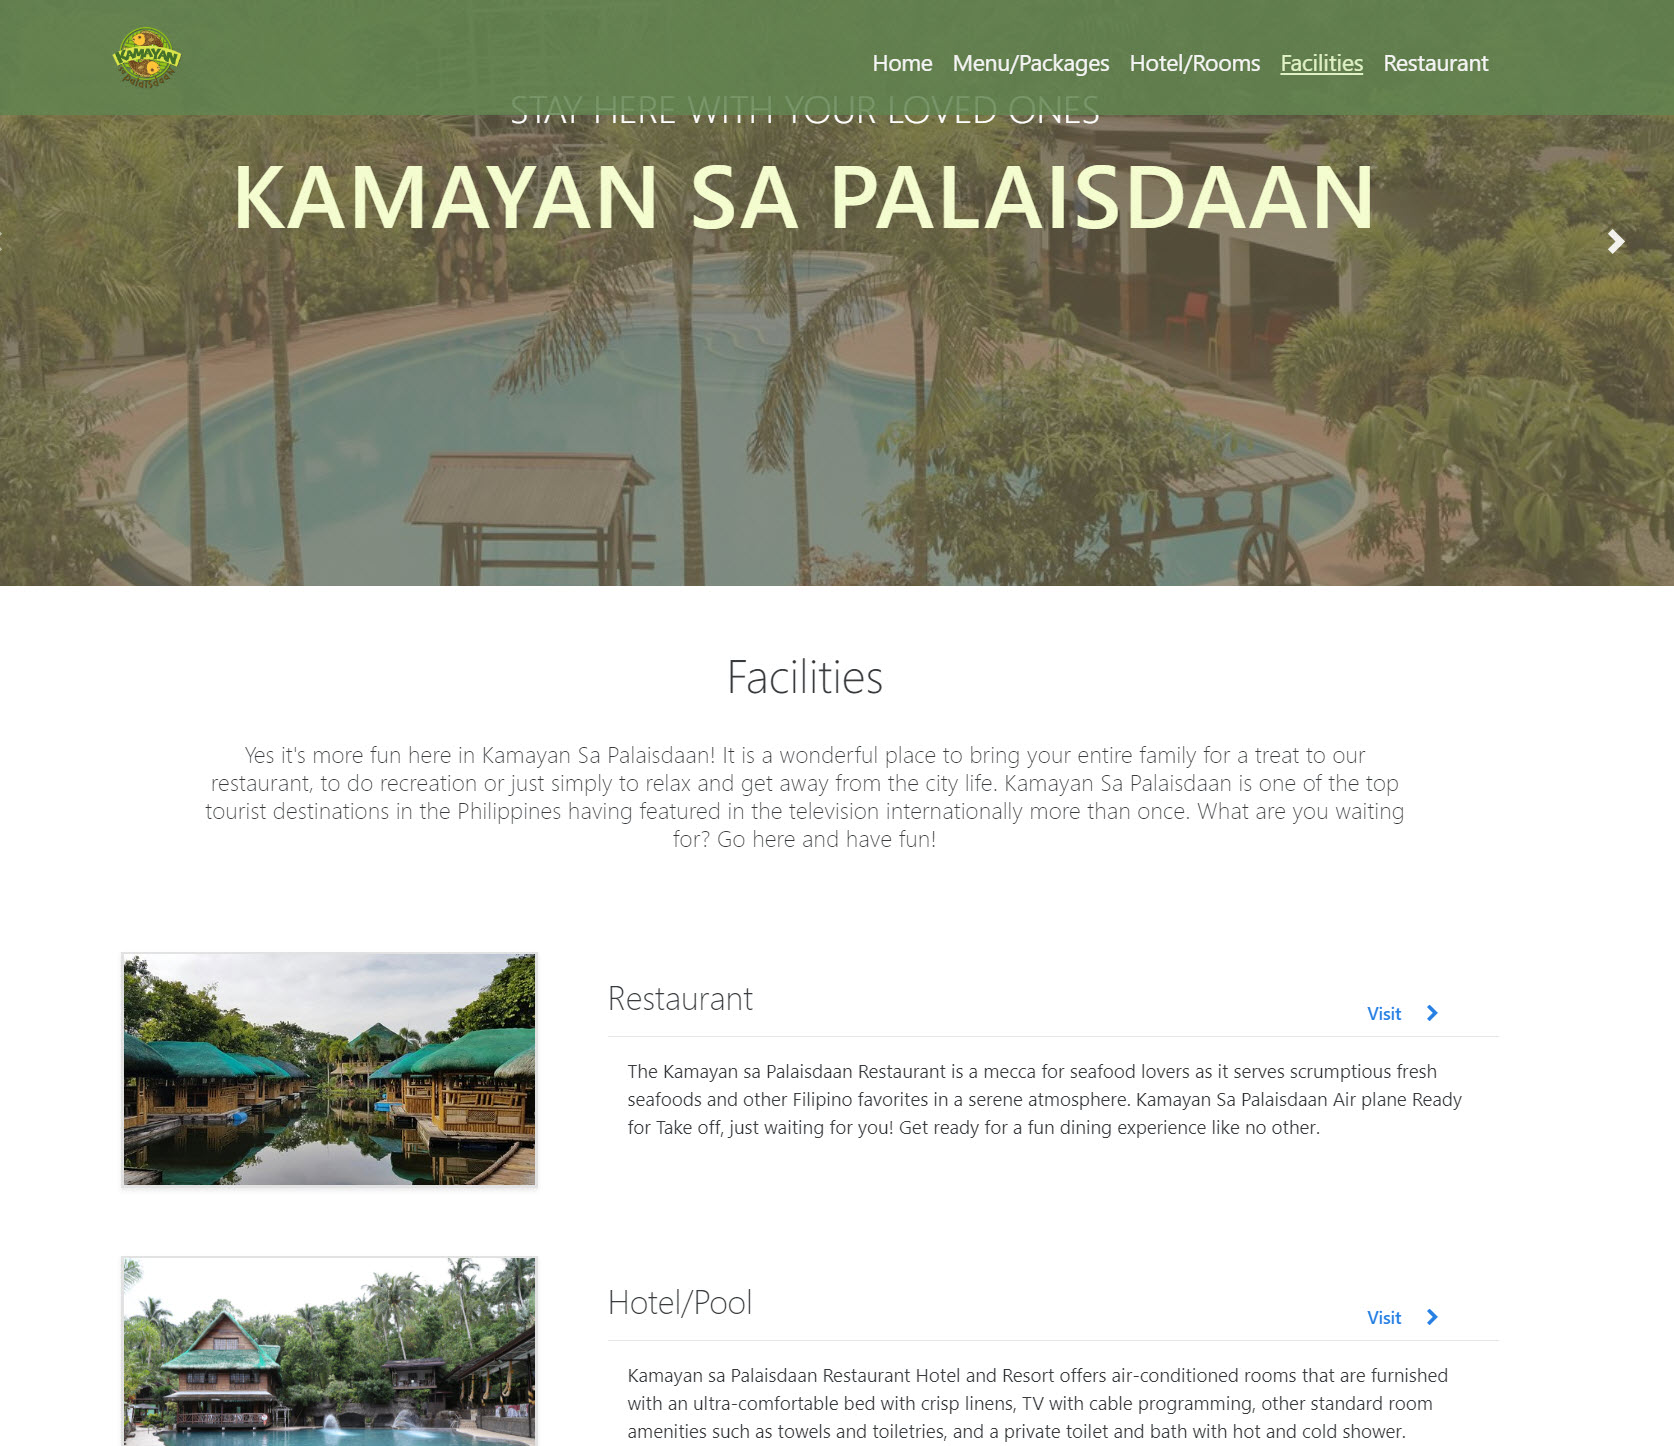 KAMAYAN
sa palaisdaan
Home Menu/Packages Hotel/Rooms Facilities Restaurant
STAY HERE WITH YOUR LOVED ONES
KAMAYAN SA PALAISDAAN
Facilities
Yes it's more fun here in Kamayan Sa Palaisdaan! It is a wonderful place to bring your entire family for a treat to our
restaurant, to do recreation or just simply to relax and get away from the city life. Kamayan Sa Palaisdaan is one of the top
tourist destinations in the Philippines having featured in the television internationally more than once. What are you waiting
for? Go here and have fun!
Restaurant
Visit
The Kamayan sa Palaisdaan Restaurant is a mecca for seafood lovers as it serves scrumptious fresh
seafoods and other Filipino favorites in a serene atmosphere. Kamayan Sa Palaisdaan Air plane Ready
for Take off, just waiting for you! Get ready for a fun dining experience like no other.
Hotel/Pool
Visit
Kamayan sa Palaisdaan Restaurant Hotel and Resort offers air-conditioned rooms that are furnished
with an ultra-comfortable bed with crisp linens, TV with cable programming, other standard room
amenities such as towels and toiletries, and a private toilet and bath with hot and cold shower.